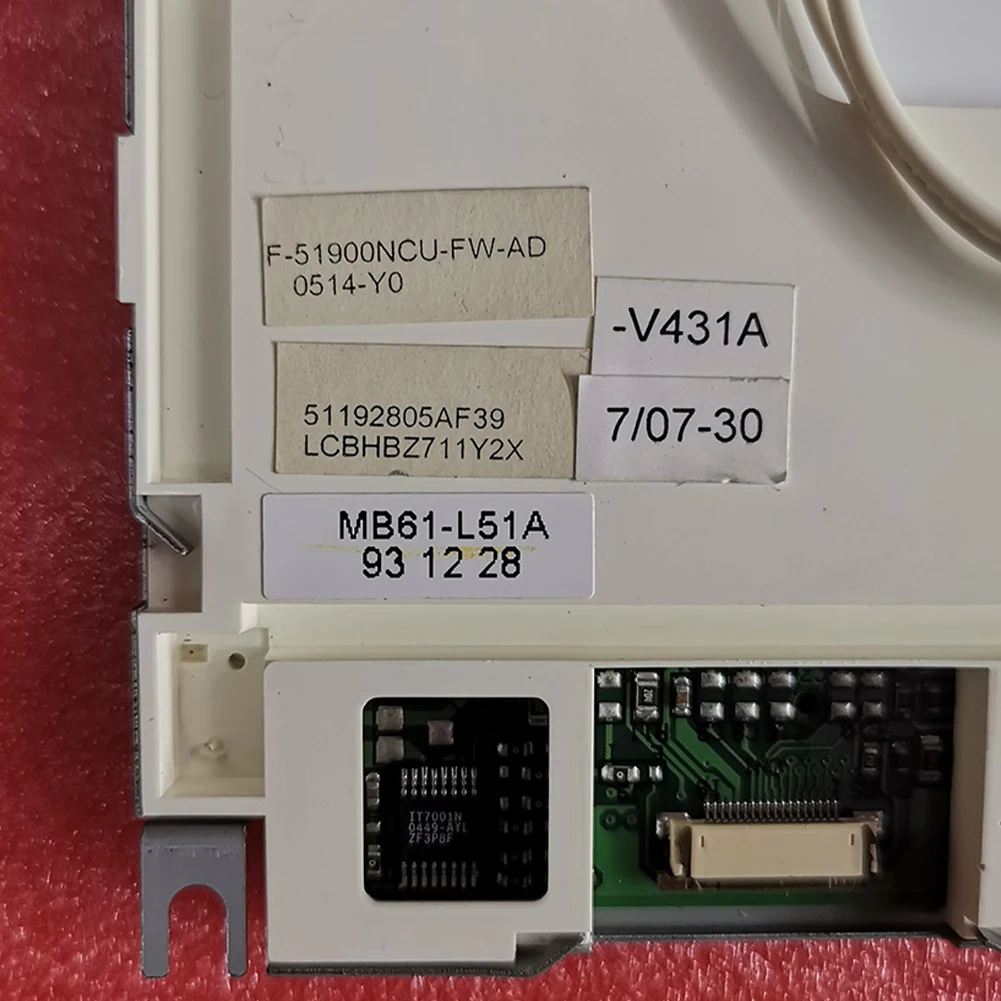 F-51900NCU-FW-AD
0514-Y0
-V431A
51192805AF39
LCBHBZ711Y2X
7/07-30
MB61-L51A
93 12 28
IT7001N
0449-AYL
ZF3P8F